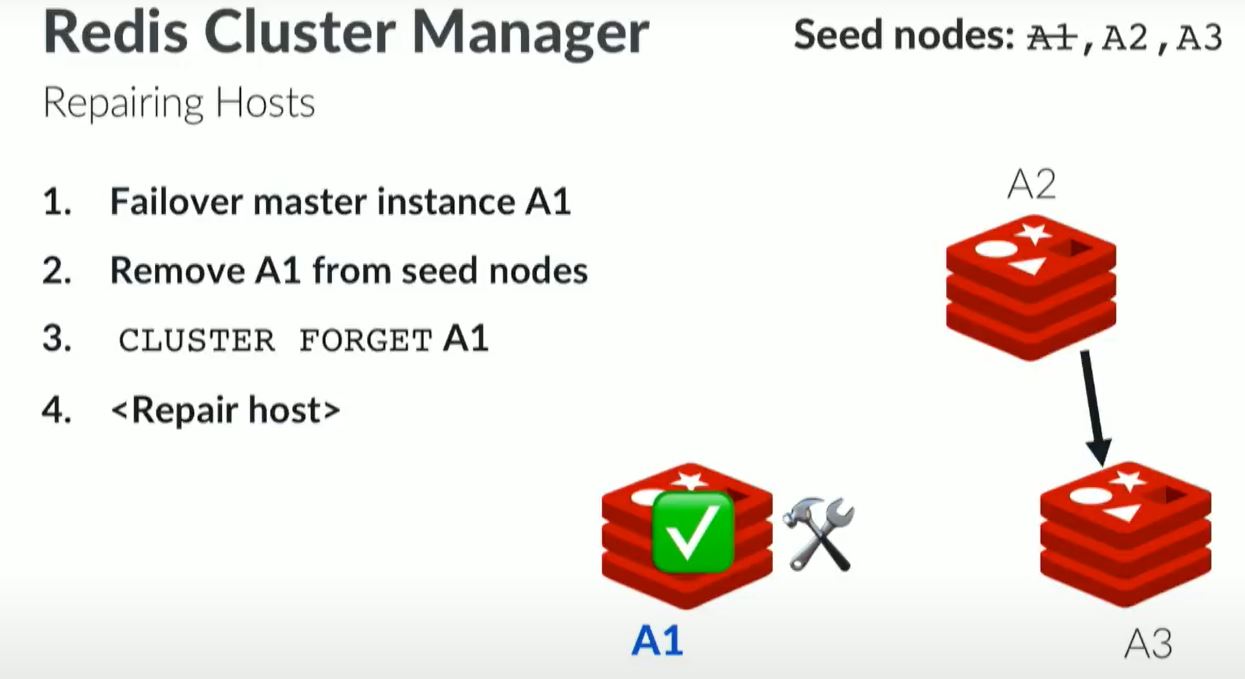 Redis Cluster Manager
Seed nodes: A1, A2, A3
Repairing Hosts
1. Failover master instance A1
2. Remove A1 from seed nodes
3. CLUSTER FORGET A1
4. <Repair host>
A2
A1
A3